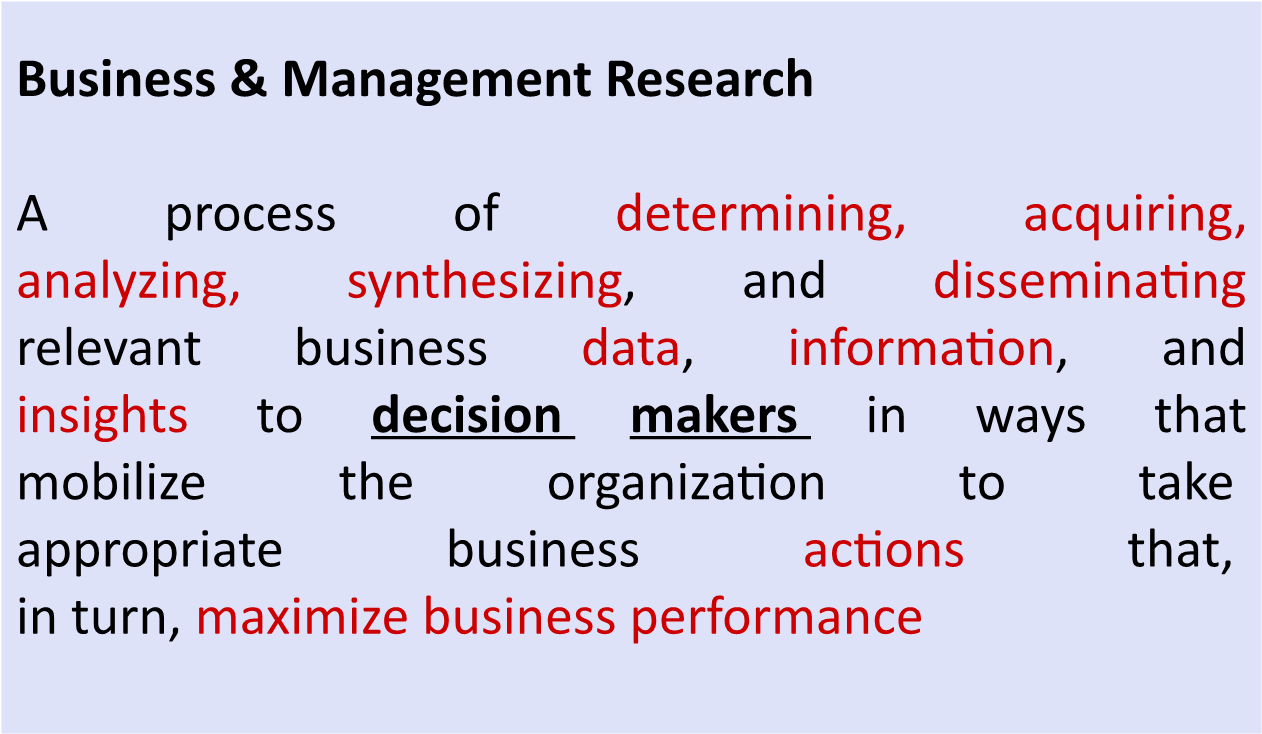 Business & Management Research
A process of determining, acquiring,
analyzing, synthesizing, and disseminating
relevant business data, information, and
insights to decision makers in ways that
mobilize the organization to take
appropriate business actions that,
in turn, maximize business performance